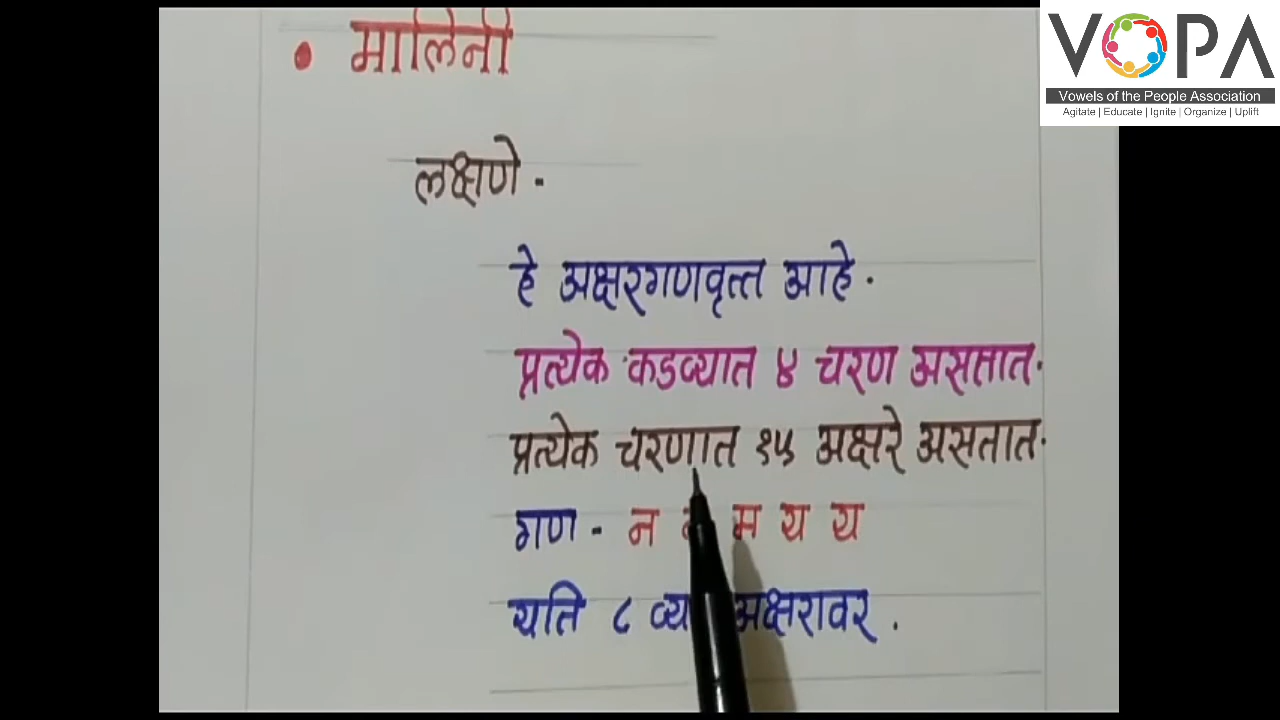 • मालिनी
VOPA
Vowels of the People Association
Agitate | Educate | Ignite | Organize | Uplift
लक्षणे -
हे अक्षरगणवृत्त आहे.
प्रत्येक कडव्यात ४ चरण असतात.
प्रत्येक चरणात १५ अक्षरे असतात.
गण - न म य य
यति ८ व्या अक्षरावर.